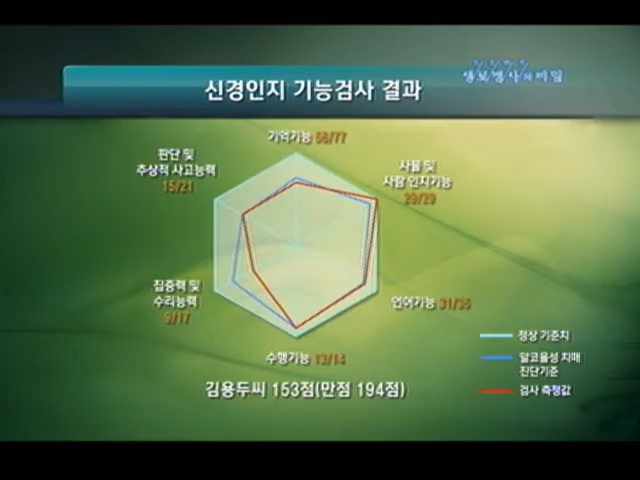 생로병사의 비밀
신경인지 기능검사 결과
기억기능 56/77
판단 및
추상적 사고능력
15/21
사물 및
사람 인지기능
29/29
집중력 및
수리능력
9/17
언어기능 31/36
수행기능 13/14
정상 기준치
알코올성 치매
진단기준
검사 측정값
김용두씨 153점(만점 194점)